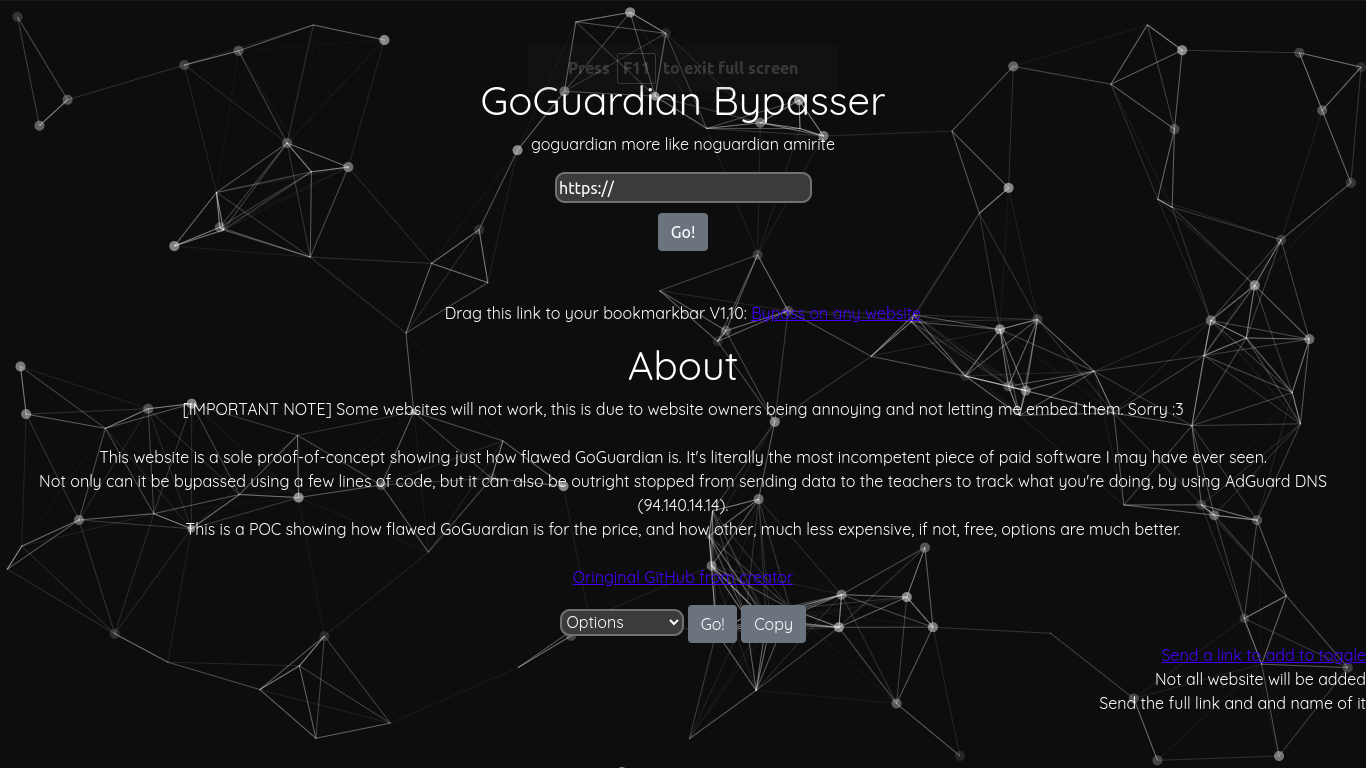 Press F11 to exit full screen
GoGuardian Bypasser
goguardian more like noguardian amirite
https://
Go!
Drag this link to your bookmarkbar V1.10: Bypass on any website
About
[IMPORTANT NOTE] Some websites will not work, this is due to website owners being annoying and not letting me embed them. Sorry :3
This website is a sole proof-of-concept showing just how flawed GoGuardian is. It's literally the most incompetent piece of paid software I may have ever seen.
Not only can it be bypassed using a few lines of code, but it can also be outright stopped from sending data to the teachers to track what you're doing, by using AdGuard DNS
(94.140.14.14).
This is a POC showing how flawed GoGuardian is for the price, and how other, much less expensive, if not, free, options are much better.
Oringinal GitHub from creator
Options Go! Copy
Send a link to add to toggle
Not all website will be added
Send the full link and and name of it